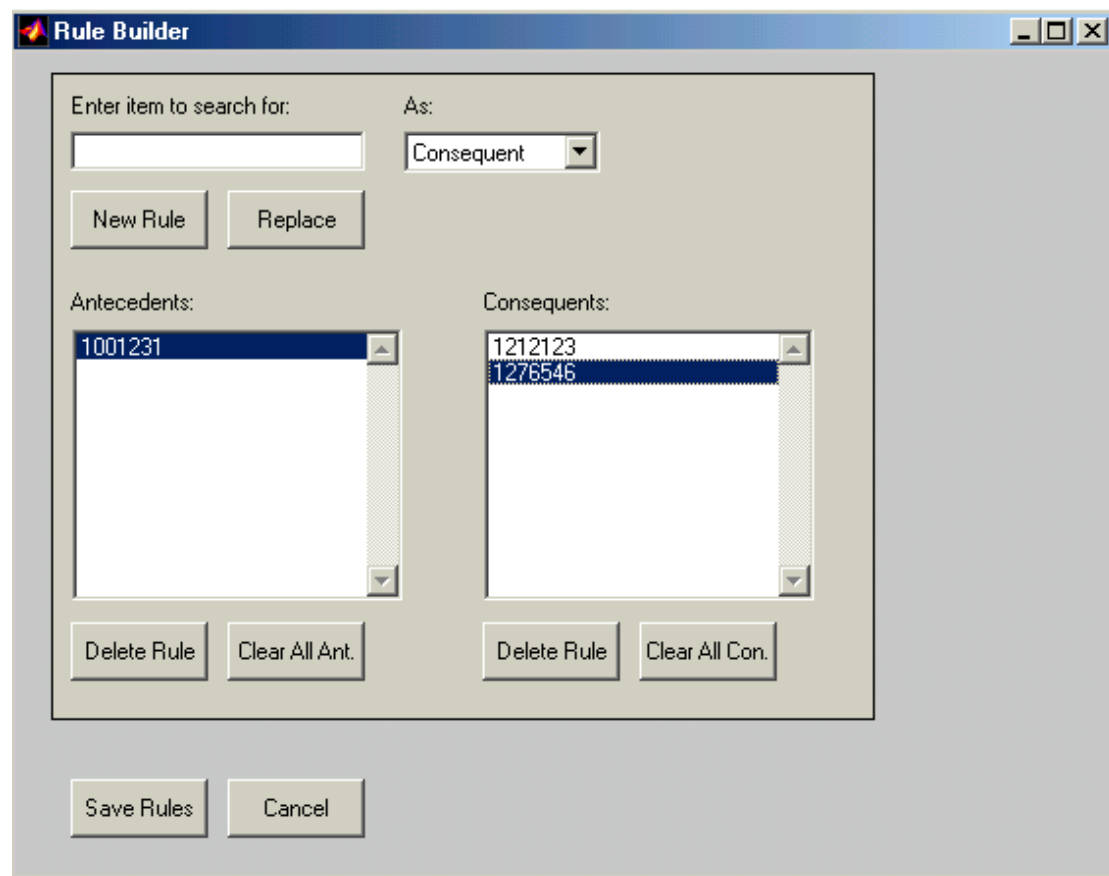 Rule Builder
Enter item to search for: As:
Consequent
New Rule Replace
Antecedents: Consequents:
1001231 1212123
1276546
Delete Rule Clear All Ant. Delete Rule Clear All Con.
Save Rules Cancel